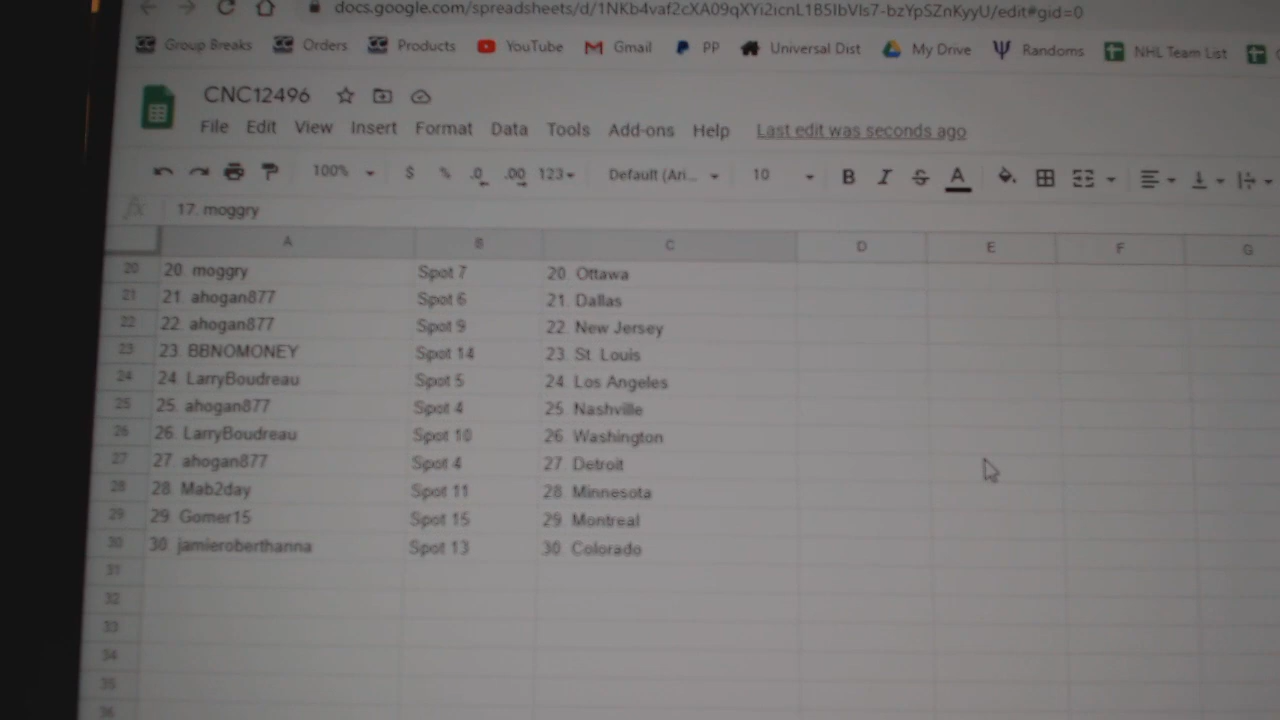 docs.google.com/spreadsheets/d/1NKb4vaf2cXA09qXYi2icnL1B5IbVIs7-bzYpSZnKyyU/edit#gid=0
Group Breaks Orders Products YouTube Gmail PP Universal Dist My Drive Randoms NHL Team List
CNC12496
File Edit View Insert Format Data Tools Add-ons Help Last edit was seconds ago
100% $ % .0 .00 123 Default (Ari... 10 B I S A
fx 17. moggry
A B C D E F G
20 20. moggry Spot 7 20. Ottawa
21 21. ahogan877 Spot 6 21. Dallas
22 22. ahogan877 Spot 9 22. New Jersey
23 23. BBNOMONEY Spot 14 23. St. Louis
24 24. LarryBoudreau Spot 5 24. Los Angeles
25 25. ahogan877 Spot 4 25. Nashville
26 26. LarryBoudreau Spot 10 26. Washington
27 27. ahogan877 Spot 4 27. Detroit
28 28. Mab2day Spot 11 28. Minnesota
29 29. Gomer15 Spot 15 29. Montreal
30 30. jamieroberthanna Spot 13 30. Colorado
31
32
33
34
35
36